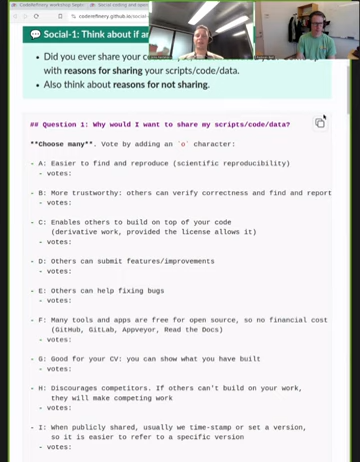 CodeRefinery workshop Sept
Social coding and open
coderefinery.github.io/social-
Social-1: Think about if an
Did you ever share your
with reasons for sharing your scripts/code/data.
Also think about reasons for not sharing.
## Question 1: Why would I want to share my scripts/code/data?
**Choose many**. Vote by adding an `o` character:
- A: Easier to find and reproduce (scientific reproducibility)
- votes:
- B: More trustworthy: others can verify correctness and find and report
- votes:
- C: Enables others to build on top of your code
(derivative work, provided the license allows it)
- votes:
- D: Others can submit features/improvements
- votes:
- E: Others can help fixing bugs
- votes:
- F: Many tools and apps are free for open source, so no financial cost
(GitHub, GitLab, Appveyor, Read the Docs)
- votes:
- G: Good for your CV: you can show what you have built
- votes:
- H: Discourages competitors. If others can't build on your work,
they will make competing work
- votes:
- I: When publicly shared, usually we time-stamp or set a version,
so it is easier to refer to a specific version
- votes: